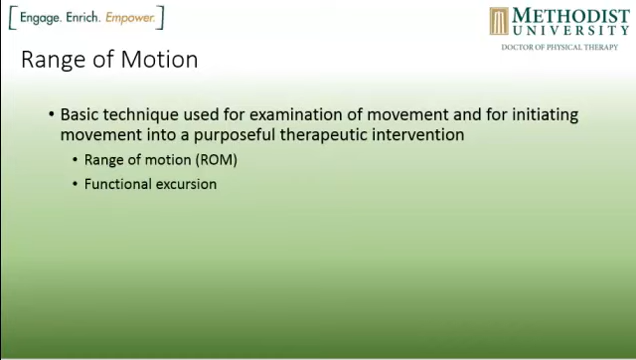 [Engage. Enrich. Empower.]
METHODIST
UNIVERSITY
DOCTOR OF PHYSICAL THERAPY
Range of Motion
• Basic technique used for examination of movement and for initiating
movement into a purposeful therapeutic intervention
• Range of motion (ROM)
• Functional excursion